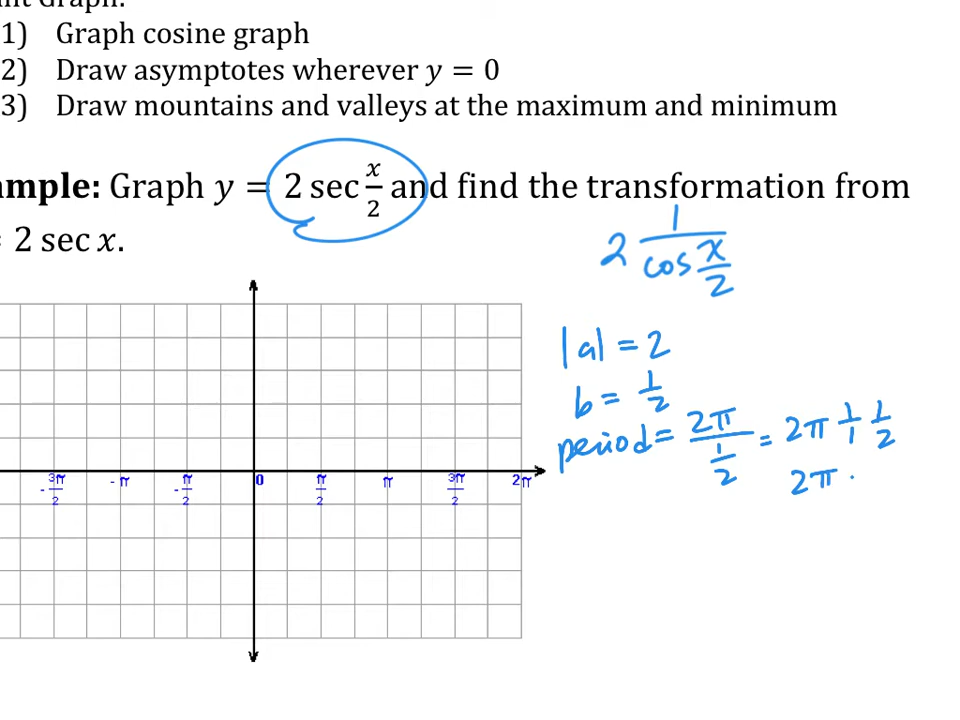 1) Graph cosine graph
2) Draw asymptotes wherever y = 0
3) Draw mountains and valleys at the maximum and minimum
mple: Graph y = 2 sec x/2 and find the transformation from
= 2 sec x.
2 1/(cos x/2)
|a| = 2
b = 1/2
period = 2π/(1/2) = 2π ÷ 1/1 1/2
2π ·
-3π/2 -π -π/2 0 π/2 π 3π/2 2π